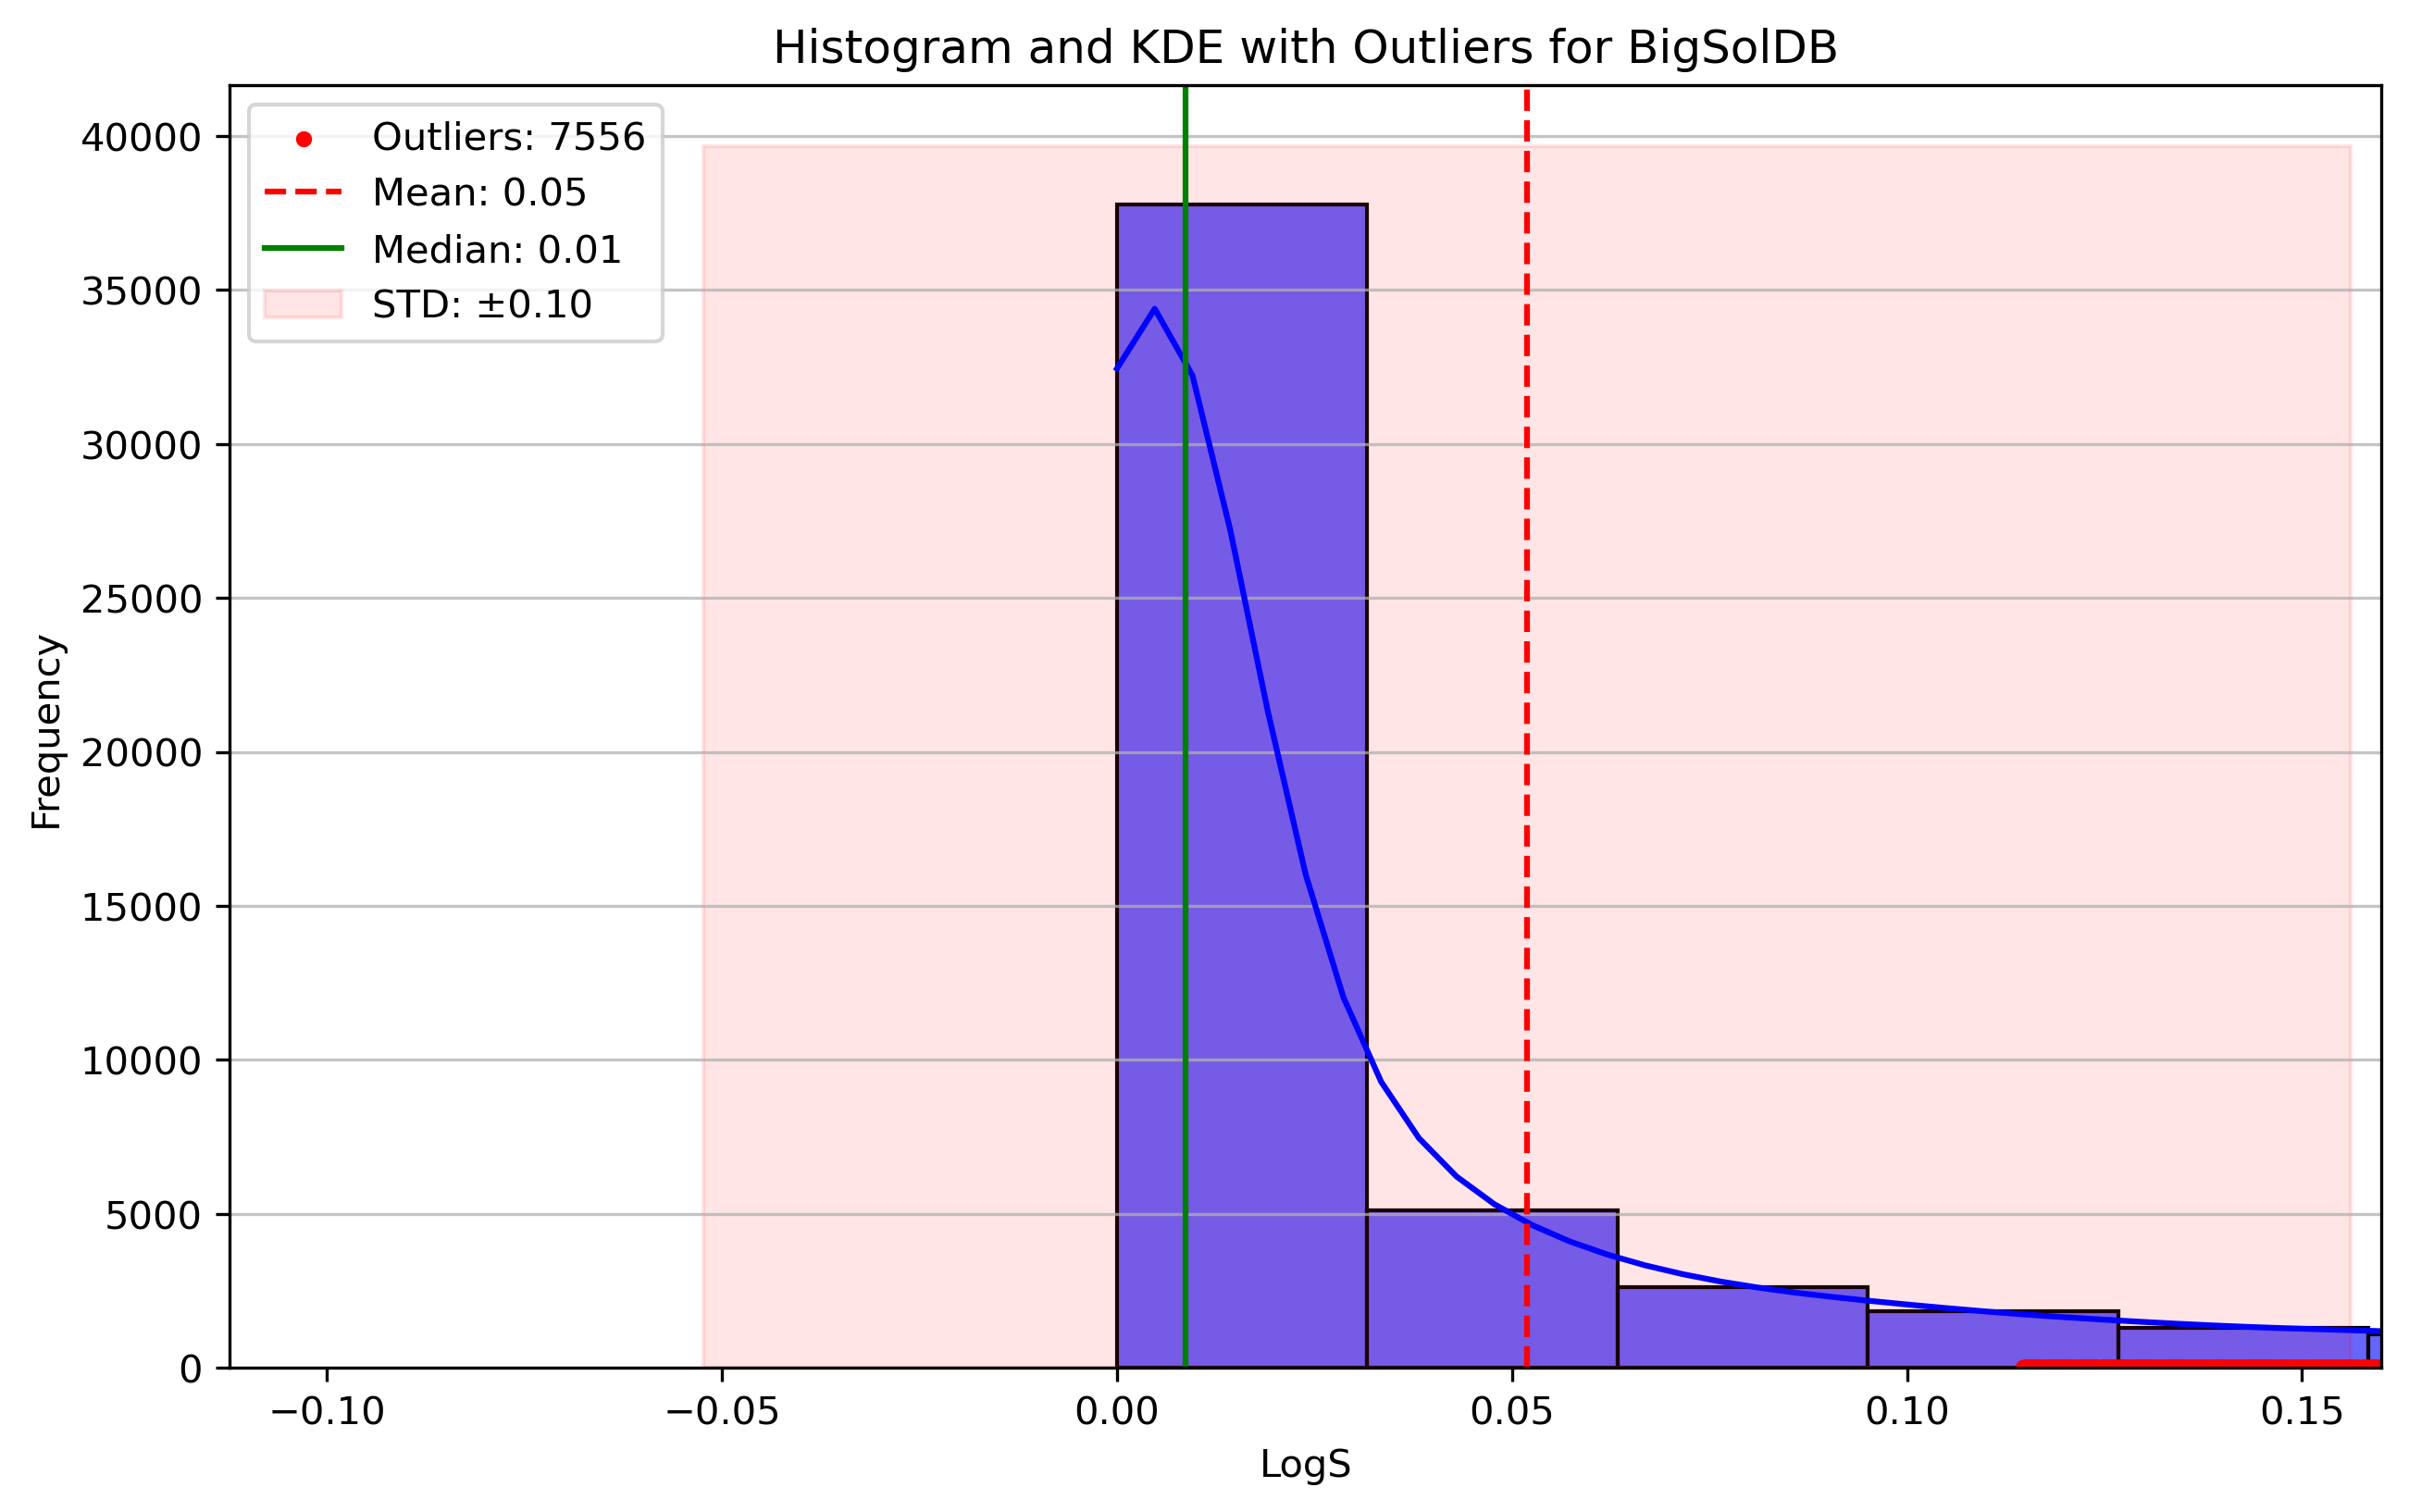 Histogram and KDE with Outliers for BigSolDB
Outliers: 7556
Mean: 0.05
Median: 0.01
STD: ±0.10
40000
35000
30000
25000
20000
15000
10000
5000
0
Frequency
−0.10
−0.05
0.00
0.05
0.10
0.15
LogS